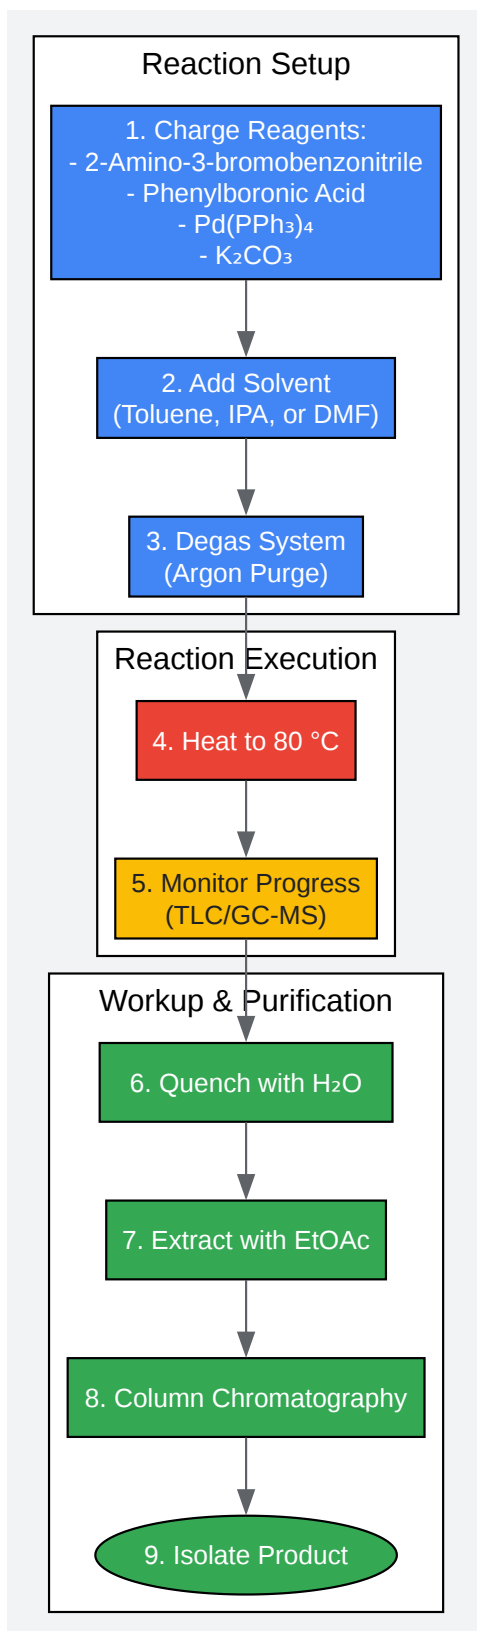 Reaction Setup
1. Charge Reagents:
- 2-Amino-3-bromobenzonitrile
- Phenylboronic Acid
- Pd(PPh₃)₄
- K₂CO₃
2. Add Solvent
(Toluene, IPA, or DMF)
3. Degas System
(Argon Purge)
Reaction Execution
4. Heat to 80 °C
5. Monitor Progress
(TLC/GC-MS)
Workup & Purification
6. Quench with H₂O
7. Extract with EtOAc
8. Column Chromatography
9. Isolate Product